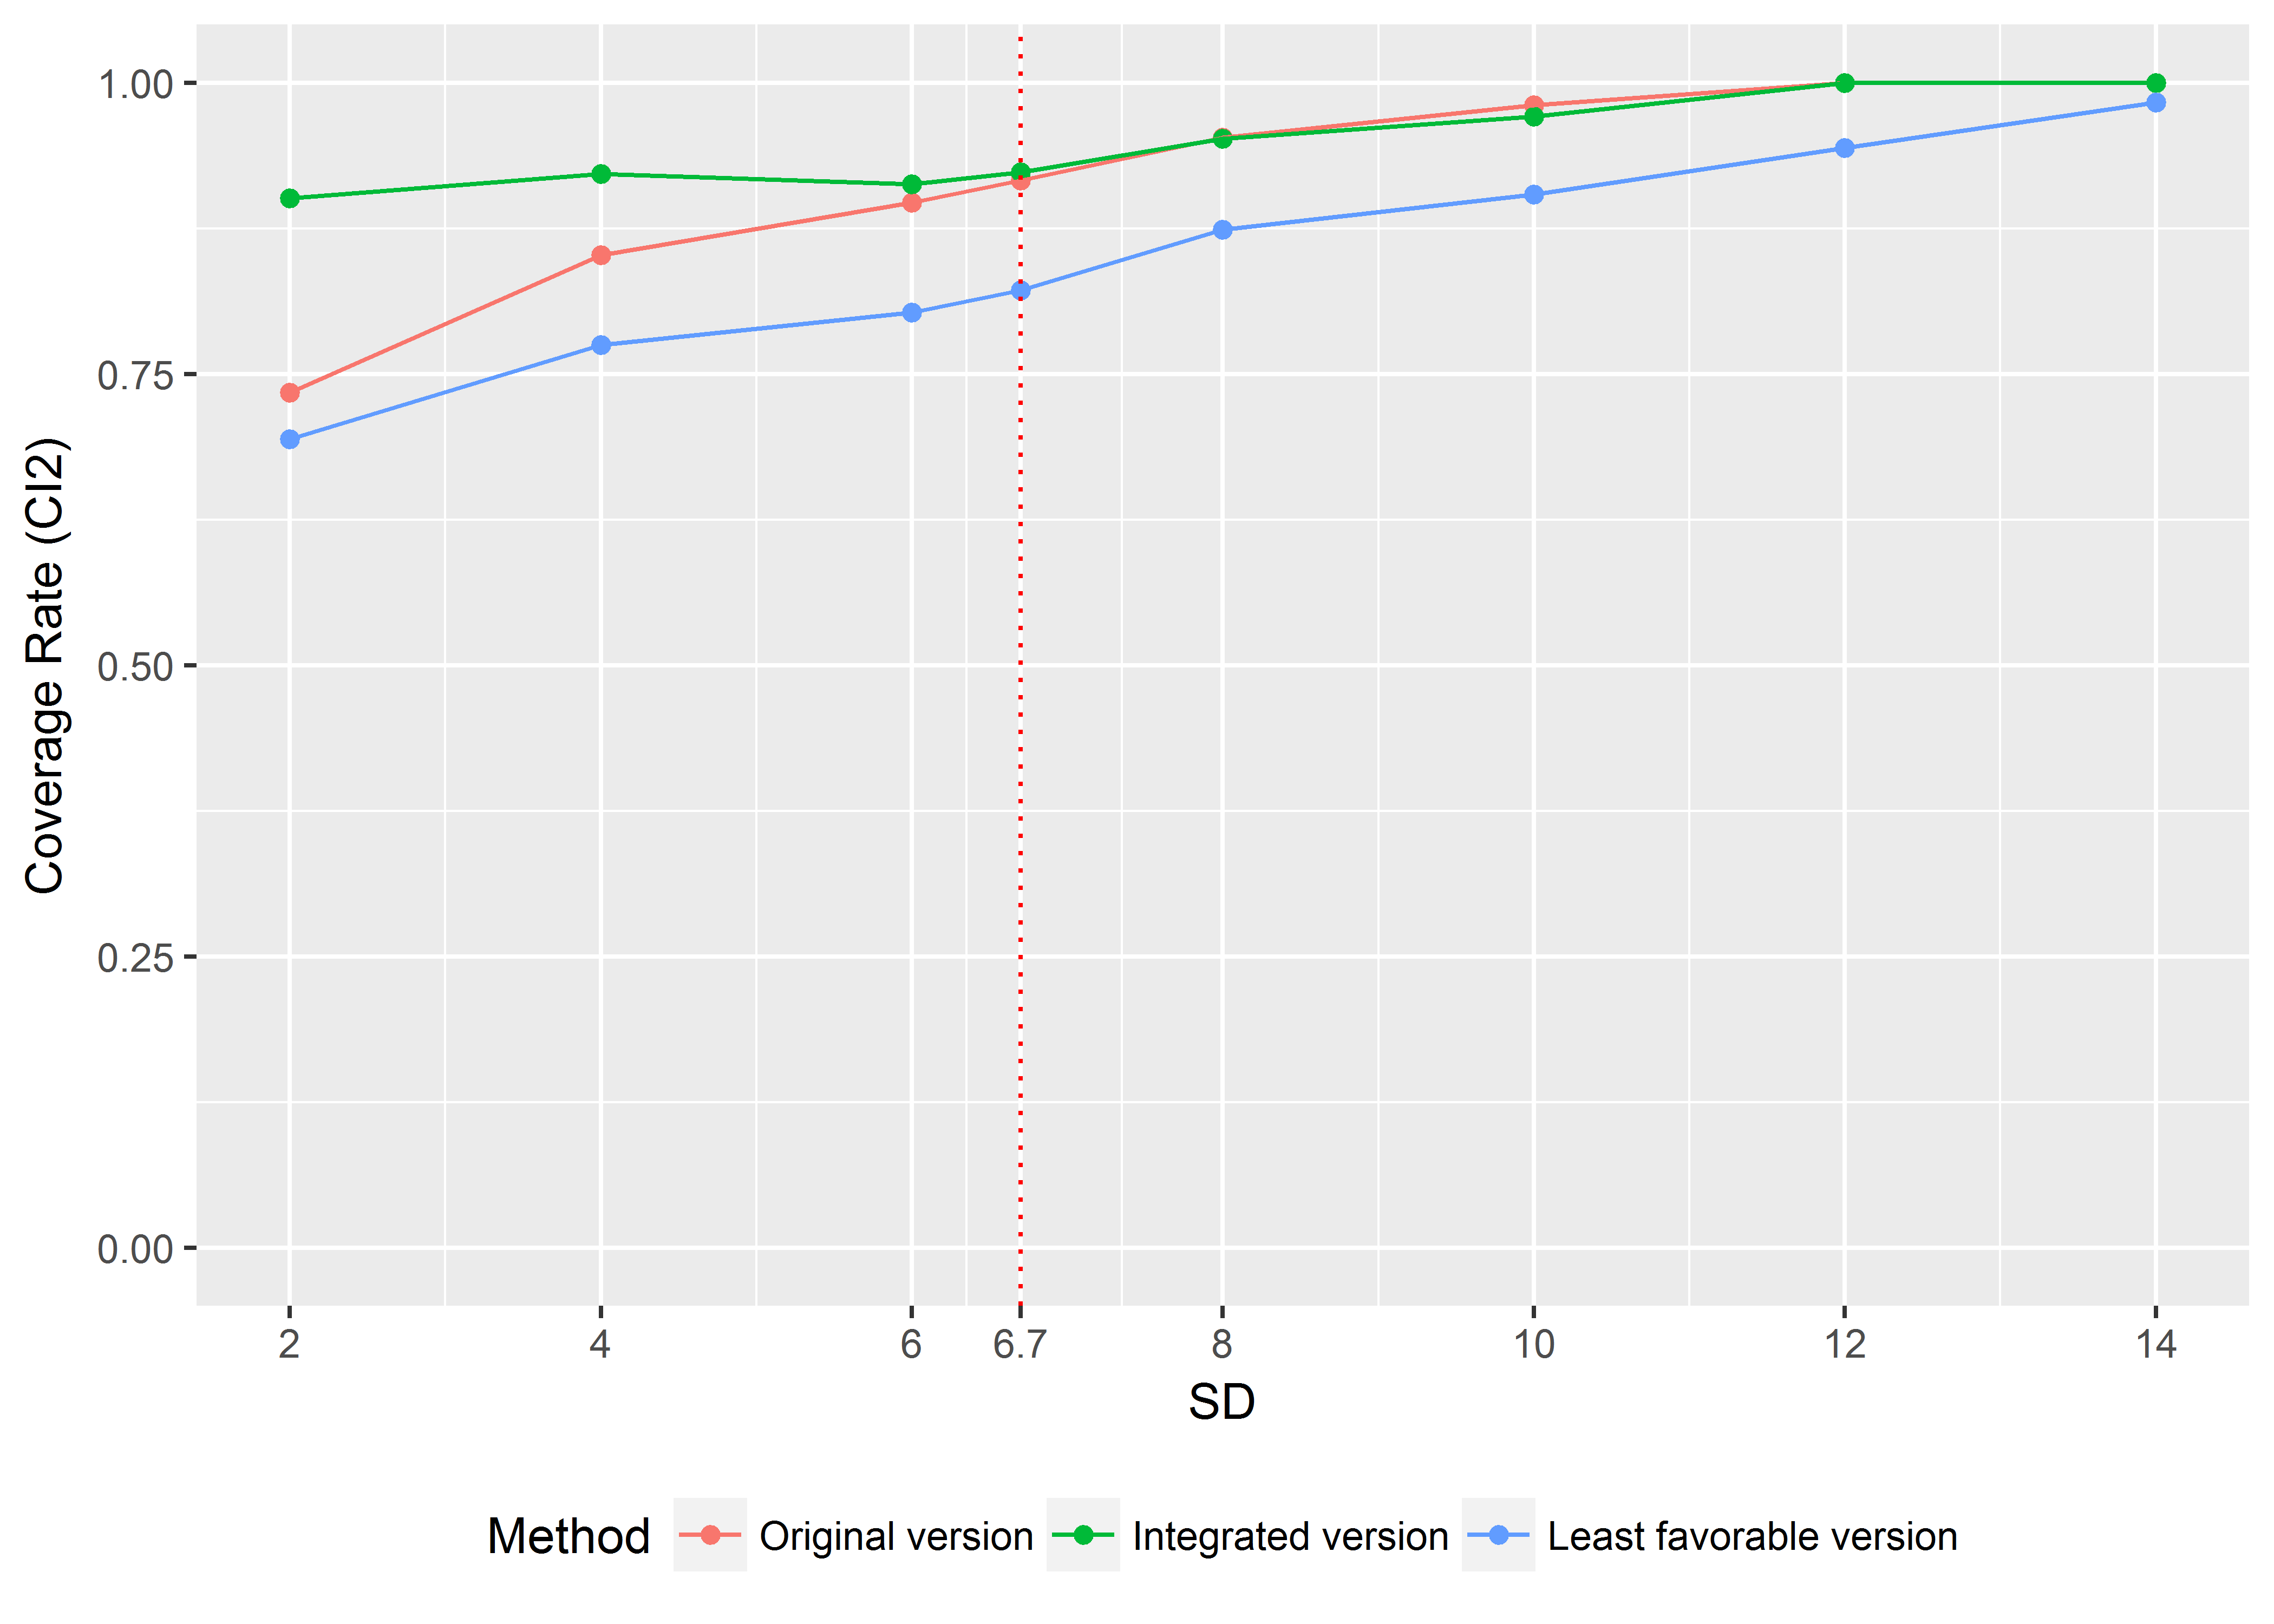 Coverage Rate (CI2)
1.00
0.75
0.50
0.25
0.00
2 4 6 6.7 8 10 12 14
SD
Method Original version Integrated version Least favorable version